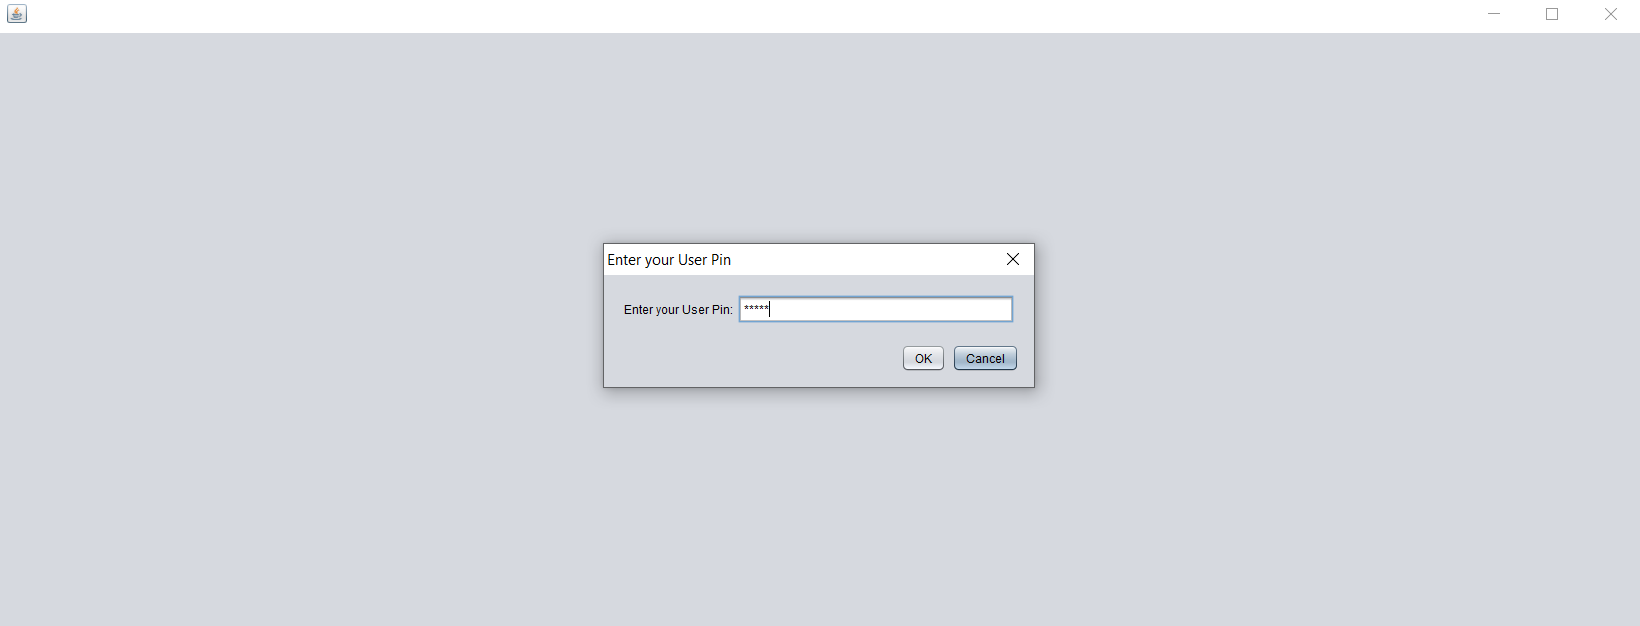 Enter your User Pin
Enter your User Pin: *****
OK Cancel